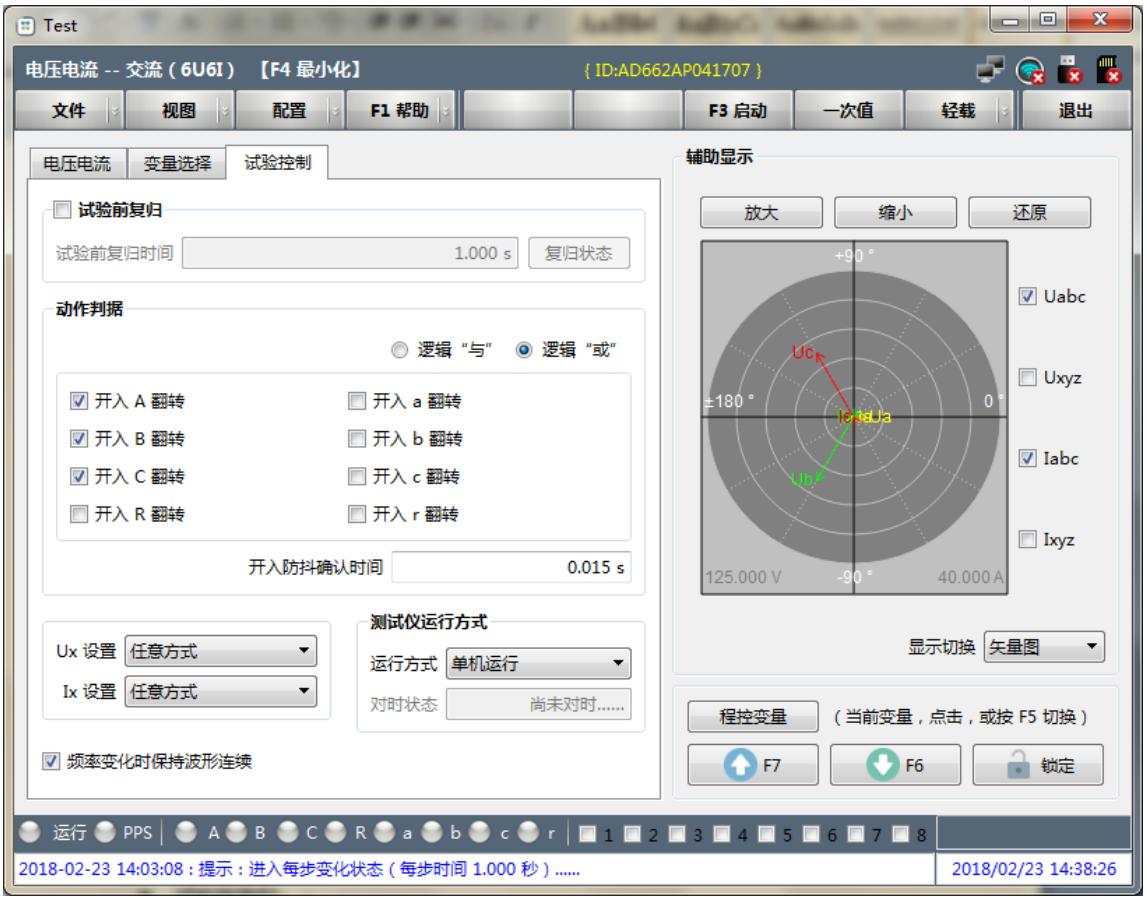 Test
电压电流 -- 交流（6U6I） 【F4 最小化】 { ID:AD662AP041707 }
文件 视图 配置 F1 帮助 F3 启动 一次值 轻载 退出
电压电流 变量选择 试验控制
试验前复归
试验前复归时间 1.000 s 复归状态
动作判据
逻辑“与” 逻辑“或”
开入 A 翻转 开入 a 翻转
开入 B 翻转 开入 b 翻转
开入 C 翻转 开入 c 翻转
开入 R 翻转 开入 r 翻转
开入防抖确认时间 0.015 s
Ux 设置 任意方式
Ix 设置 任意方式
测试仪运行方式
运行方式 单机运行
对时状态 尚未对时......
频率变化时保持波形连续
辅助显示
放大 缩小 还原
+90 °
Uc
±180 ° 0 °
Ua
Ub
125.000 V -90 ° 40.000 A
Uabc
Uxyz
Iabc
Ixyz
显示切换 矢量图
程控变量 （当前变量，点击，或按 F5 切换）
F7 F6 锁定
运行 PPS A B C R a b c r 1 2 3 4 5 6 7 8
2018-02-23 14:03:08：提示：进入每步变化状态（每步时间 1.000 秒）...... 2018/02/23 14:38:26